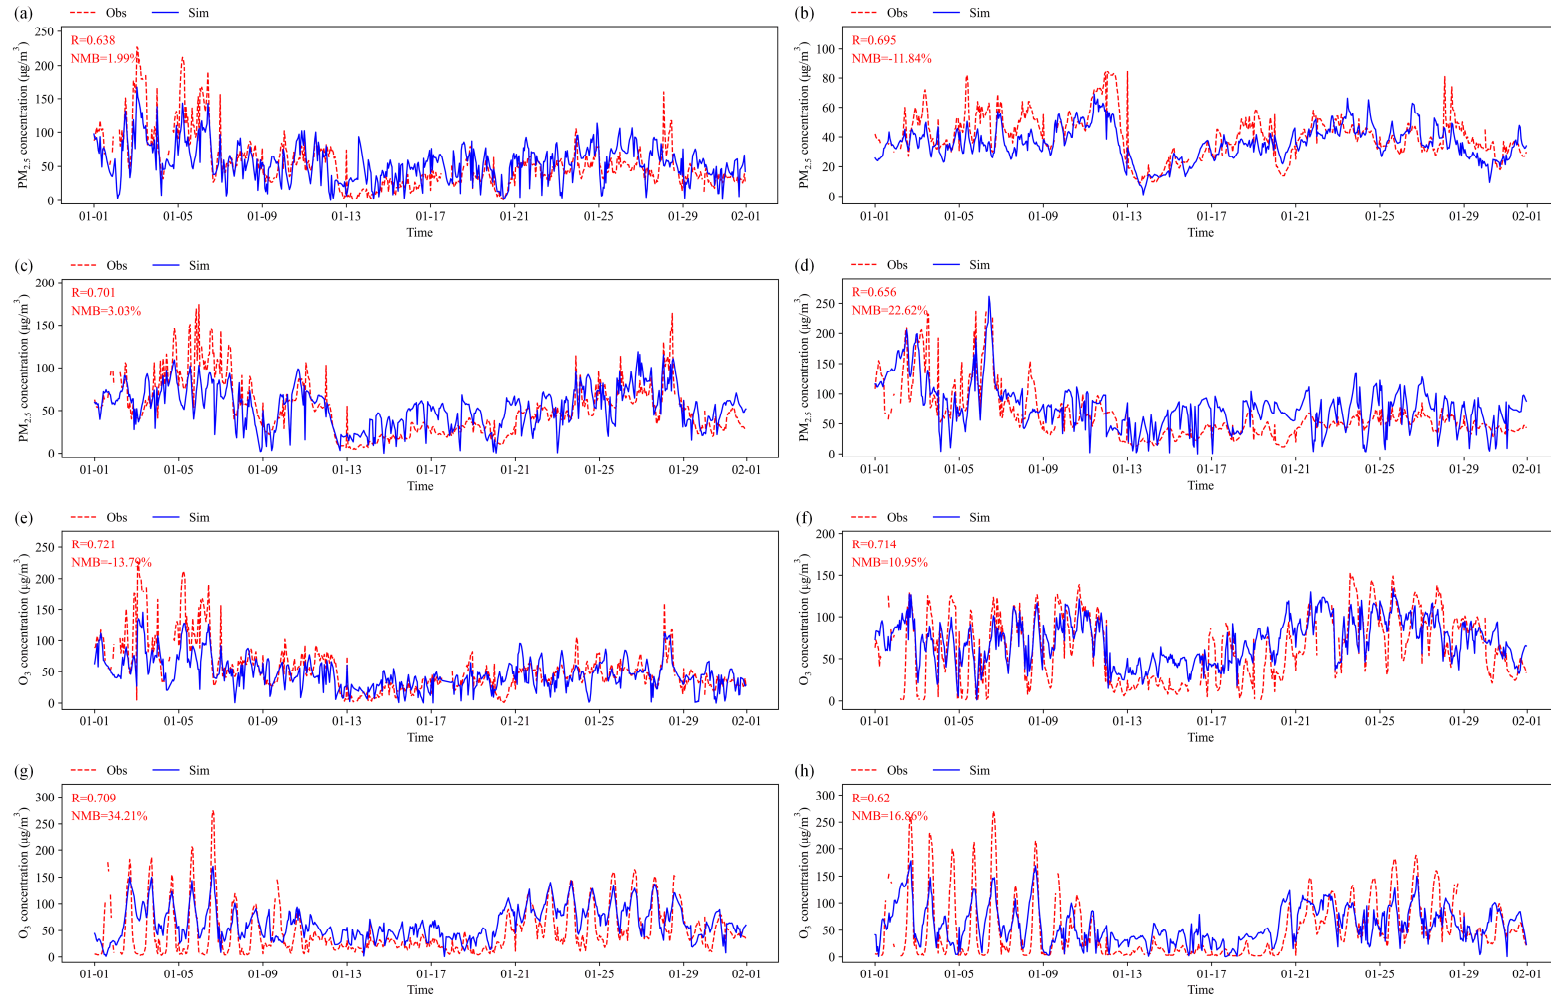 (a) Obs Sim
R=0.638
NMB=1.99%
PM2.5 concentration (μg/m3)
250
200
150
100
50
0
01-01 01-05 01-09 01-13 01-17 01-21 01-25 01-29 02-01
Time
(b) Obs Sim
R=0.695
NMB=-11.84%
PM2.5 concentration (μg/m3)
100
80
60
40
20
0
01-01 01-05 01-09 01-13 01-17 01-21 01-25 01-29 02-01
Time
(c) Obs Sim
R=0.701
NMB=3.03%
PM2.5 concentration (μg/m3)
200
150
100
50
0
01-01 01-05 01-09 01-13 01-17 01-21 01-25 01-29 02-01
Time
(d) Obs Sim
R=0.656
NMB=22.62%
PM2.5 concentration (μg/m3)
250
200
150
100
50
0
01-01 01-05 01-09 01-13 01-17 01-21 01-25 01-29 02-01
Time
(e) Obs Sim
R=0.721
NMB=-13.79%
O3 concentration (μg/m3)
250
200
150
100
50
0
01-01 01-05 01-09 01-13 01-17 01-21 01-25 01-29 02-01
Time
(f) Obs Sim
R=0.714
NMB=10.95%
O3 concentration (μg/m3)
200
150
100
50
0
01-01 01-05 01-09 01-13 01-17 01-21 01-25 01-29 02-01
Time
(g) Obs Sim
R=0.709
NMB=34.21%
O3 concentration (μg/m3)
300
250
200
150
100
50
0
01-01 01-05 01-09 01-13 01-17 01-21 01-25 01-29 02-01
Time
(h) Obs Sim
R=0.62
NMB=16.86%
O3 concentration (μg/m3)
300
250
200
150
100
50
0
01-01 01-05 01-09 01-13 01-17 01-21 01-25 01-29 02-01
Time